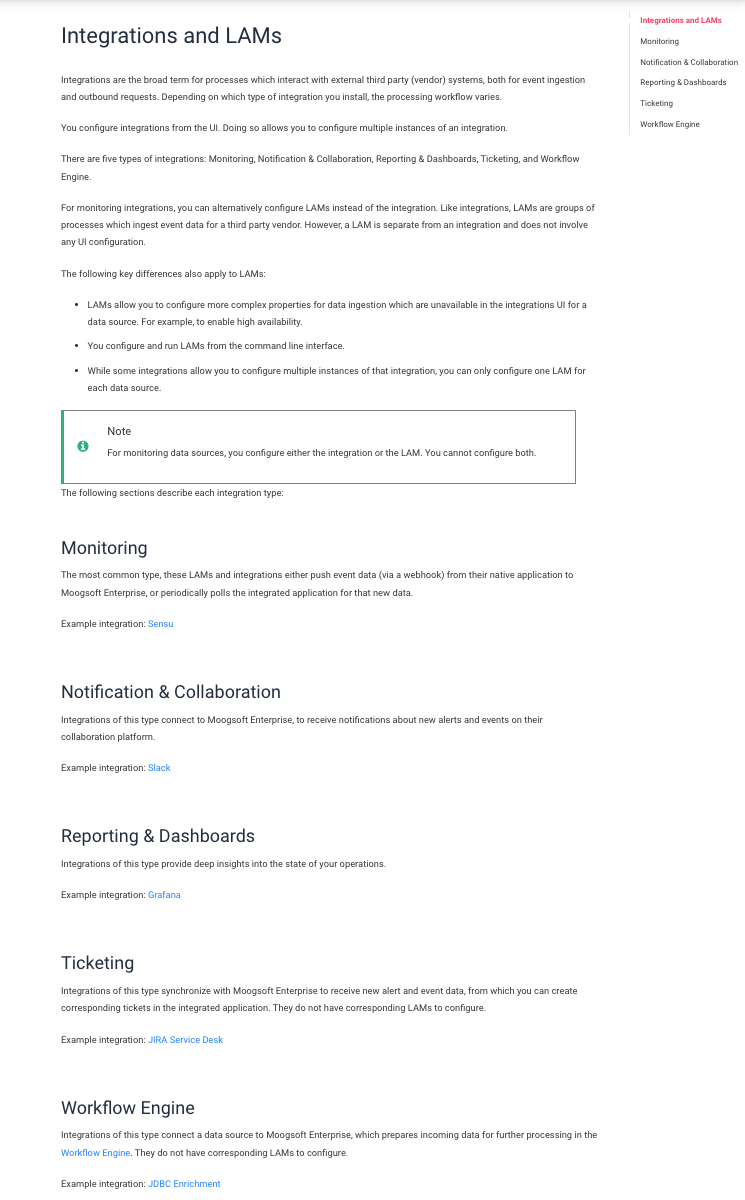 Integrations and LAMs
Integrations are the broad term for processes which interact with external third party (vendor) systems, both for event ingestion
and outbound requests. Depending on which type of integration you install, the processing workflow varies.
You configure integrations from the UI. Doing so allows you to configure multiple instances of an integration.
There are five types of integrations: Monitoring, Notification & Collaboration, Reporting & Dashboards, Ticketing, and Workflow
Engine.
For monitoring integrations, you can alternatively configure LAMs instead of the integration. Like integrations, LAMs are groups of
processes which ingest event data for a third party vendor. However, a LAM is separate from an integration and does not involve
any UI configuration.
The following key differences also apply to LAMs:
• LAMs allow you to configure more complex properties for data ingestion which are unavailable in the integrations UI for a
data source. For example, to enable high availability.
• You configure and run LAMs from the command line interface.
• While some integrations allow you to configure multiple instances of that integration, you can only configure one LAM for
each data source.
Note
For monitoring data sources, you configure either the integration or the LAM. You cannot configure both.
The following sections describe each integration type:
Monitoring
The most common type, these LAMs and integrations either push event data (via a webhook) from their native application to
Moogsoft Enterprise, or periodically polls the integrated application for that new data.
Example integration: Sensu
Notification & Collaboration
Integrations of this type connect to Moogsoft Enterprise, to receive notifications about new alerts and events on their
collaboration platform.
Example integration: Slack
Reporting & Dashboards
Integrations of this type provide deep insights into the state of your operations.
Example integration: Grafana
Ticketing
Integrations of this type synchronize with Moogsoft Enterprise to receive new alert and event data, from which you can create
corresponding tickets in the integrated application. They do not have corresponding LAMs to configure.
Example integration: JIRA Service Desk
Workflow Engine
Integrations of this type connect a data source to Moogsoft Enterprise, which prepares incoming data for further processing in the
Workflow Engine. They do not have corresponding LAMs to configure.
Example integration: JDBC Enrichment
Integrations and LAMs
Monitoring
Notification & Collaboration
Reporting & Dashboards
Ticketing
Workflow Engine